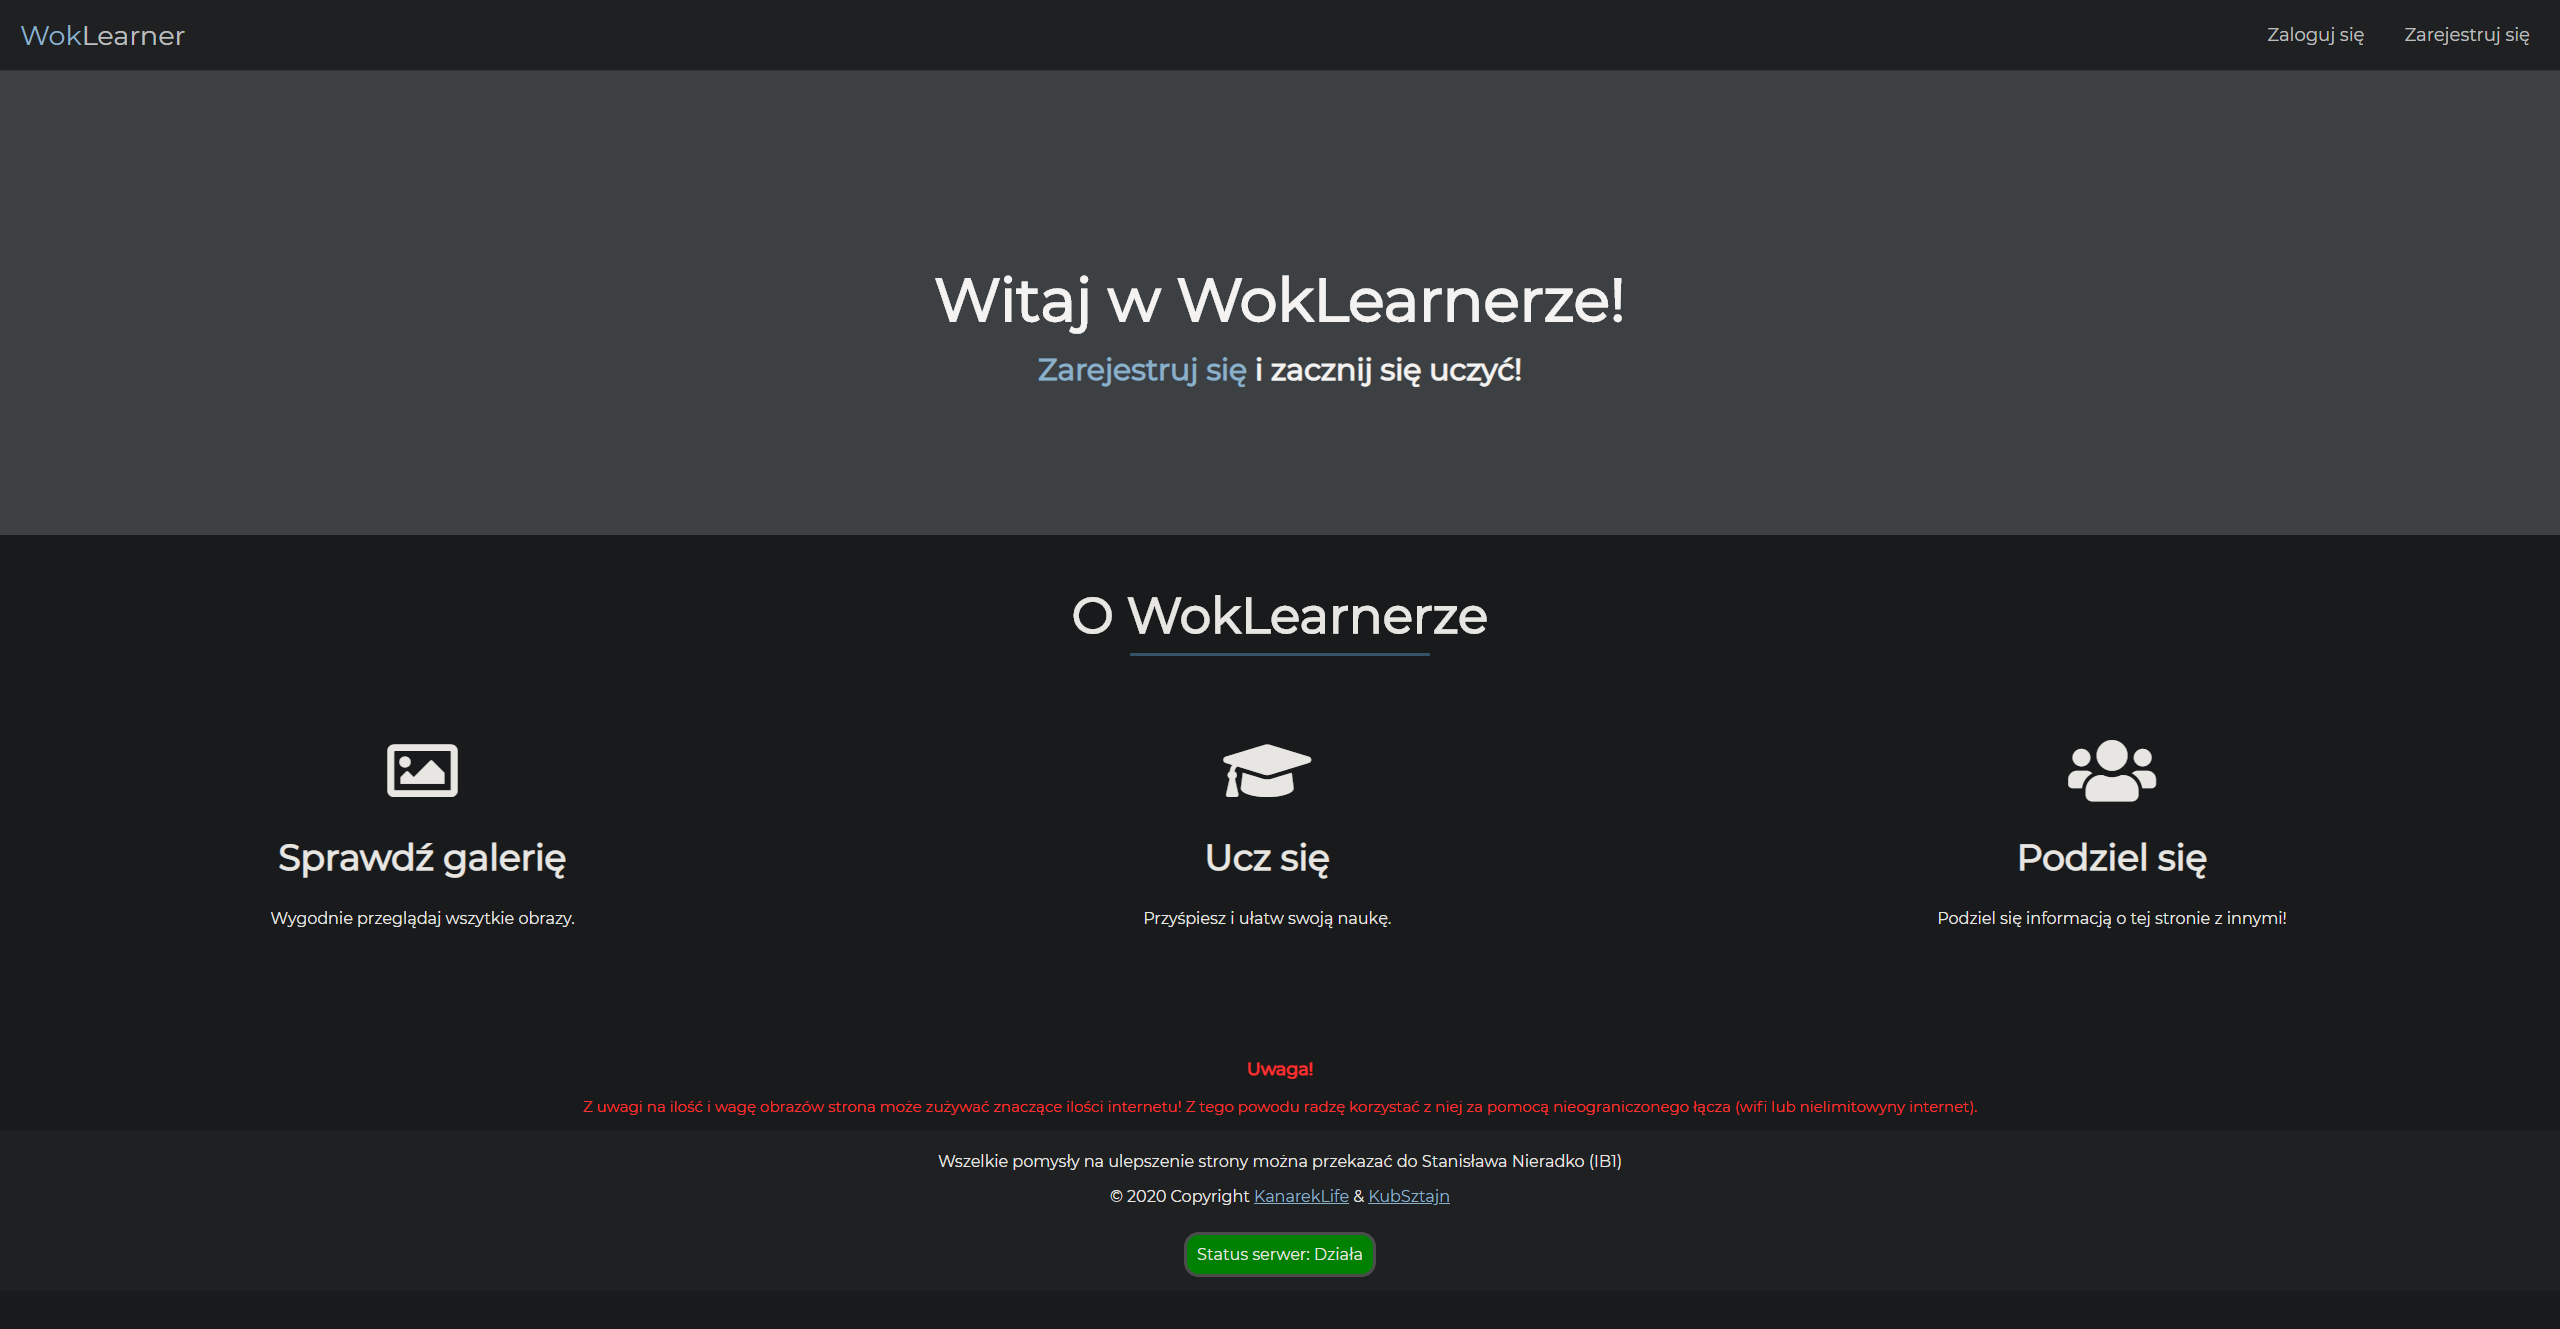 WokLearner
Zaloguj się
Zarejestruj się
Witaj w WokLearnerze!
Zarejestruj się i zacznij się uczyć!
O WokLearnerze
Sprawdź galerię
Wygodnie przeglądaj wszytkie obrazy.
Ucz się
Przyśpiesz i ułatw swoją naukę.
Podziel się
Podziel się informacją o tej stronie z innymi!
Uwaga!
Z uwagi na ilość i wagę obrazów strona może zużywać znaczące ilości internetu! Z tego powodu radzę korzystać z niej za pomocą nieograniczonego łącza (wifi lub nielimitowyny internet).
Wszelkie pomysły na ulepszenie strony można przekazać do Stanisława Nieradko (IB1)
© 2020 Copyright KanarekLife & KubSztajn
Status serwer: Działa